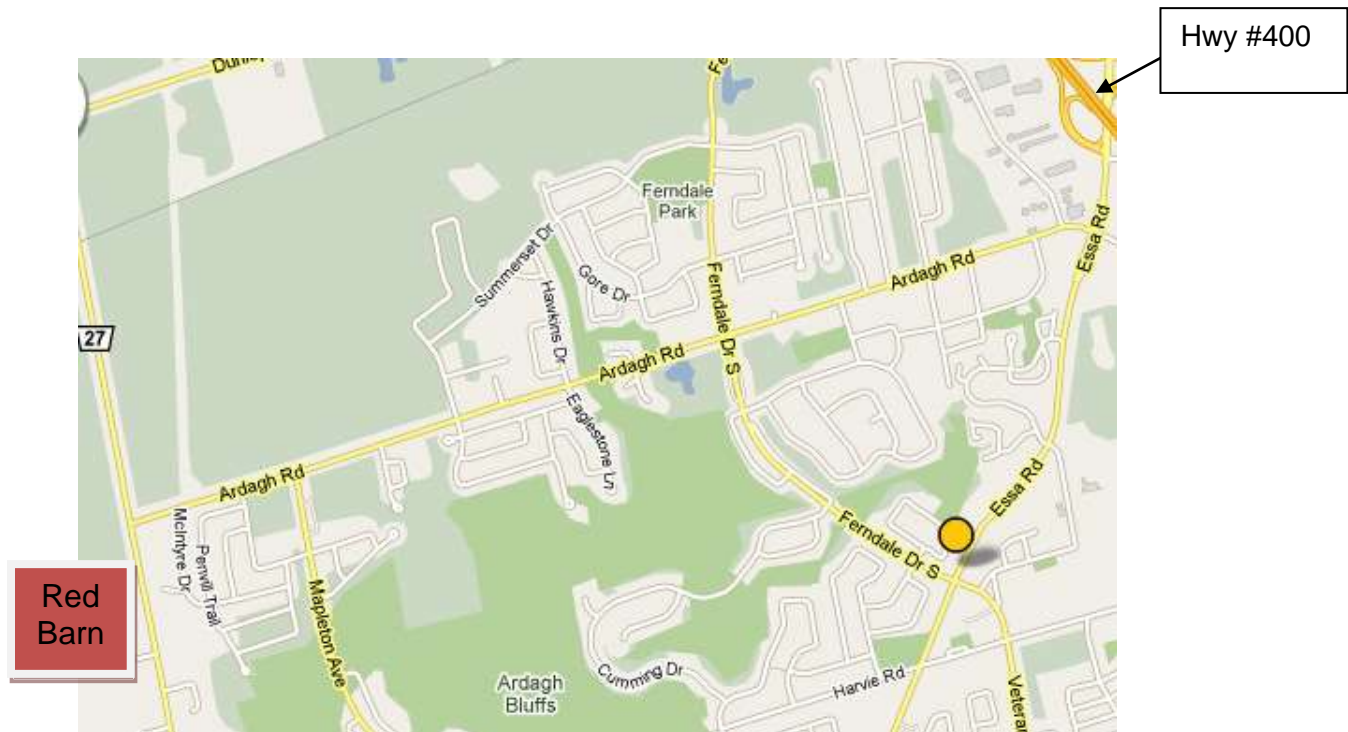 Hwy #400
Ferndale
Park
Essa Rd
Ardagh Rd
Summerset Dr
Gore Dr
Hawkins Dr
Ferndale Dr S
27
Ardagh Rd
Eaglestone Ln
Ardagh Rd
Essa Rd
McIntyre Dr
Penvill Trail
Ferndale Dr S
Red
Barn
Mapleton Ave
Cumming Dr
Ardagh
Bluffs
Harvie Rd